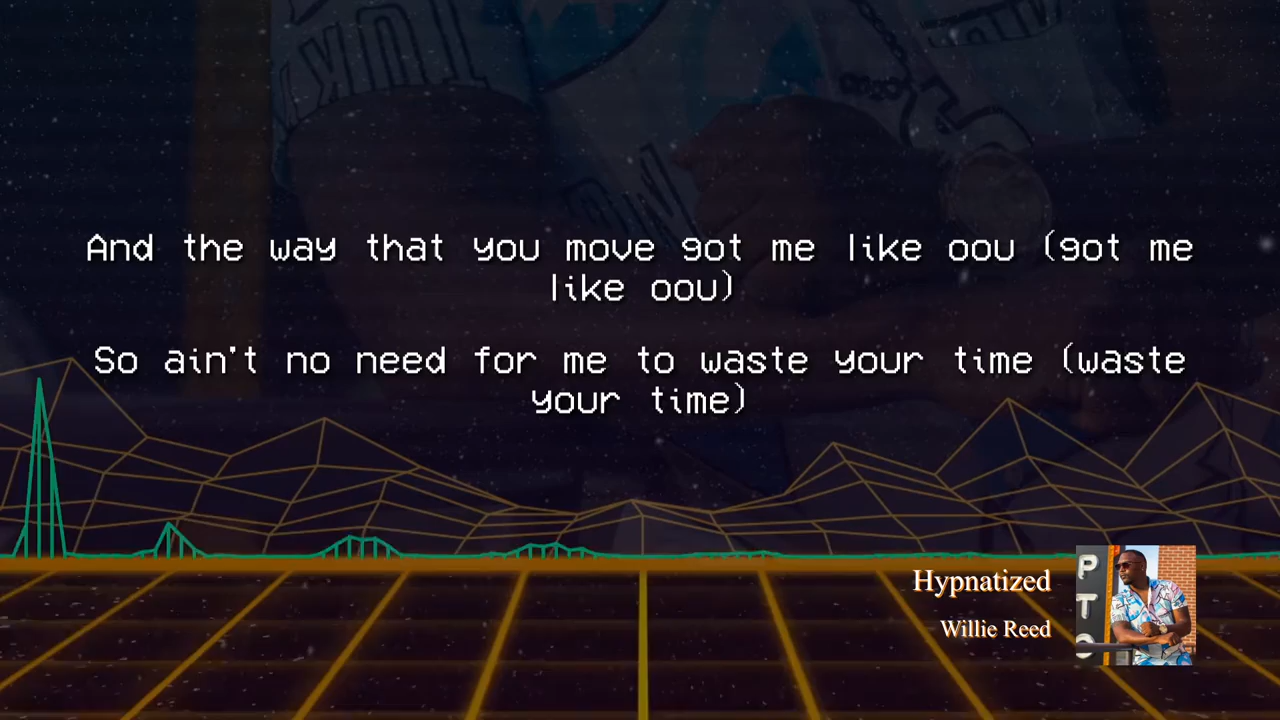 And the way that you move got me like oou (got me
like oou)
So ain't no need for me to waste your time (waste
your time)
Hypnatized
Willie Reed
P
T